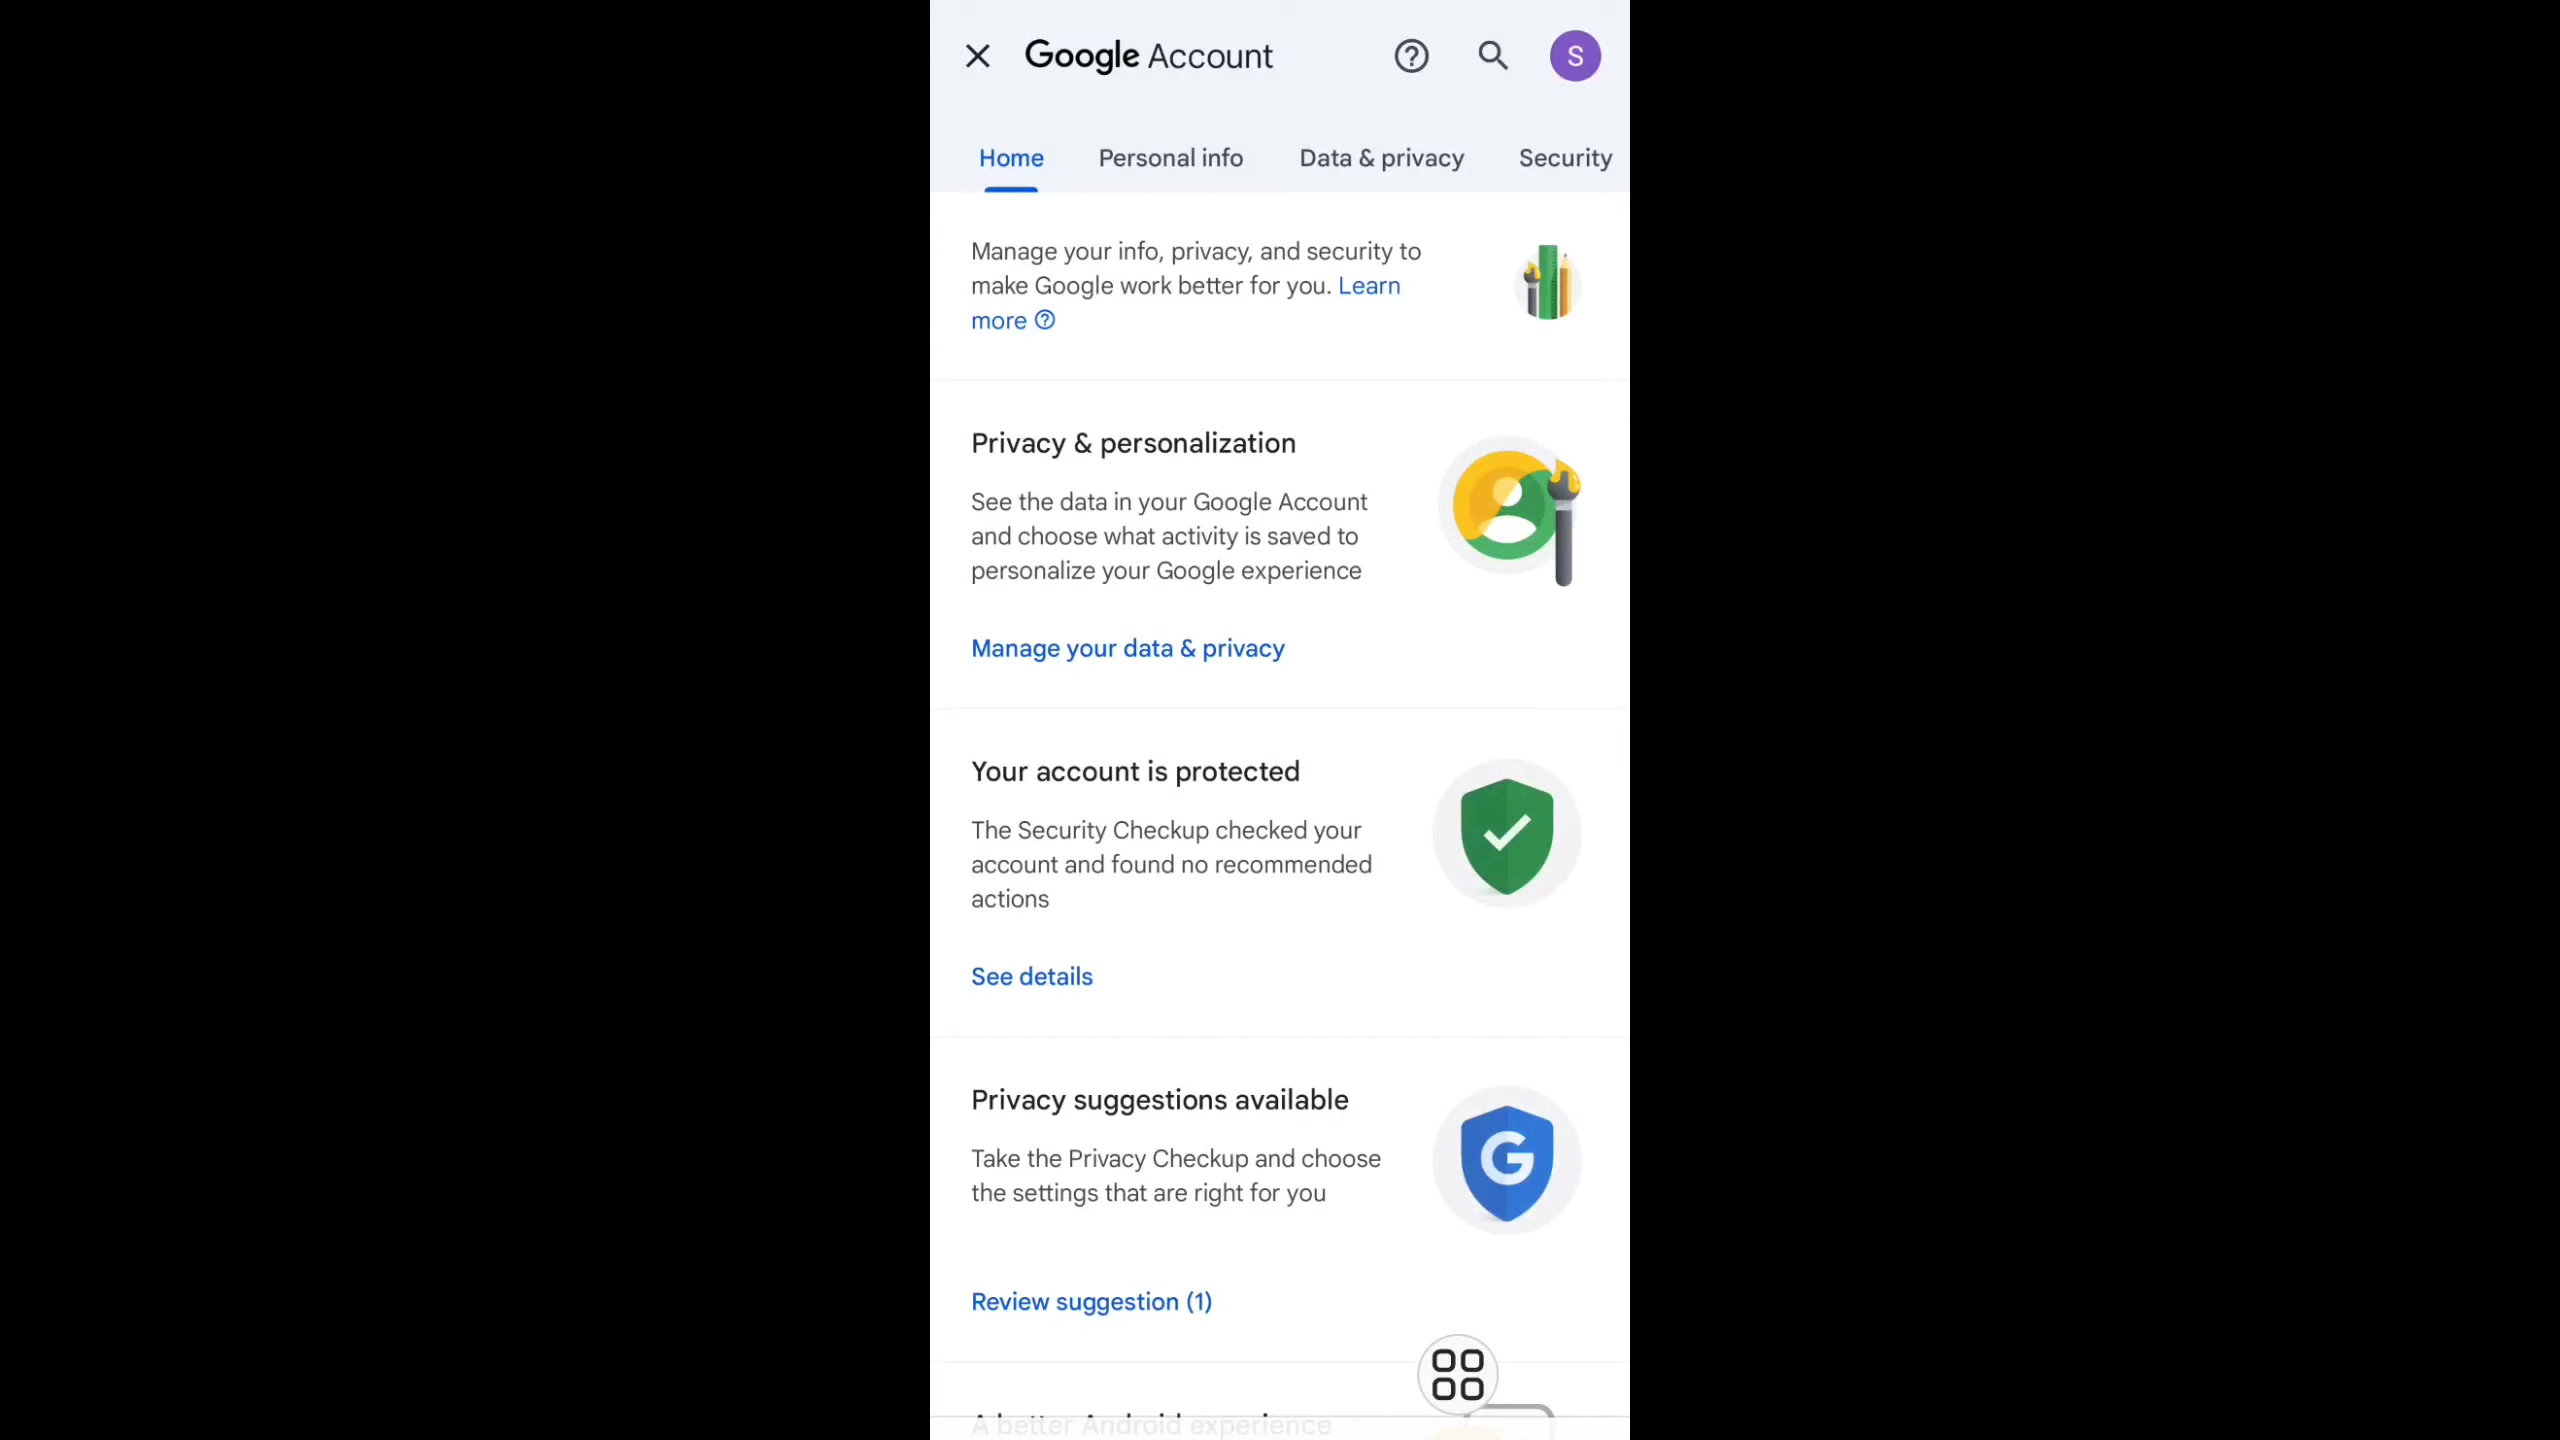 Google Account
S
Home Personal info Data & privacy Security
Manage your info, privacy, and security to
make Google work better for you. Learn
more
Privacy & personalization
See the data in your Google Account
and choose what activity is saved to
personalize your Google experience
Manage your data & privacy
Your account is protected
The Security Checkup checked your
account and found no recommended
actions
See details
Privacy suggestions available
Take the Privacy Checkup and choose
the settings that are right for you
G
Review suggestion (1)
A better Android experience